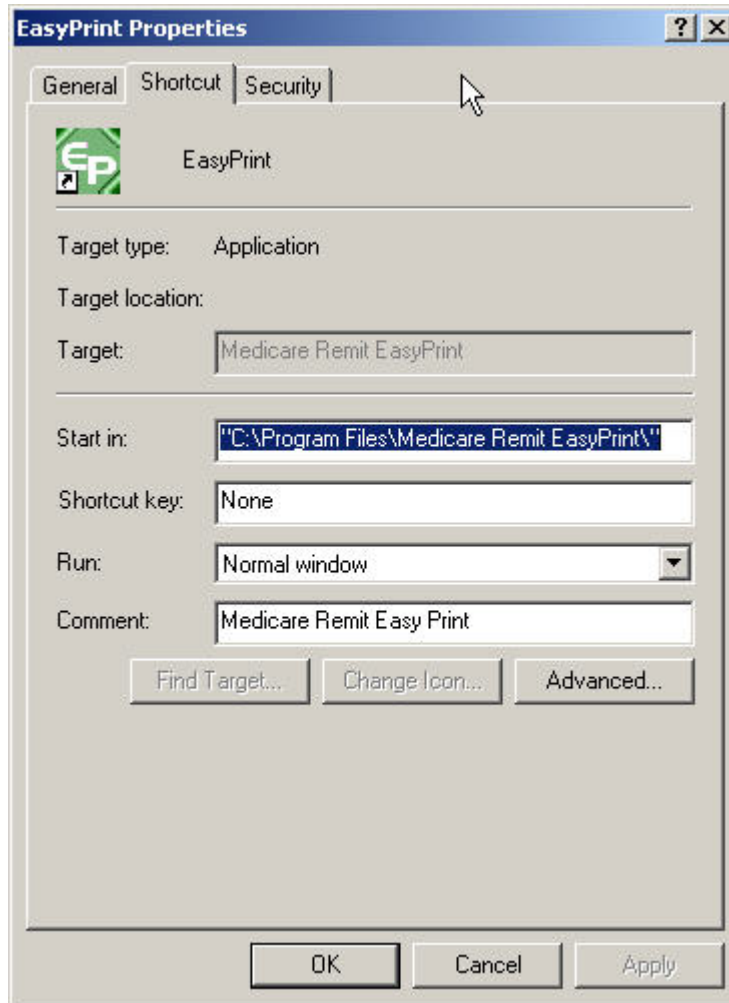 EasyPrint Properties
General Shortcut Security
EP EasyPrint
Target type: Application
Target location:
Target: Medicare Remit EasyPrint
Start in: "C:\Program Files\Medicare Remit EasyPrint\"
Shortcut key: None
Run: Normal window
Comment: Medicare Remit Easy Print
Find Target... Change Icon... Advanced...
OK Cancel Apply